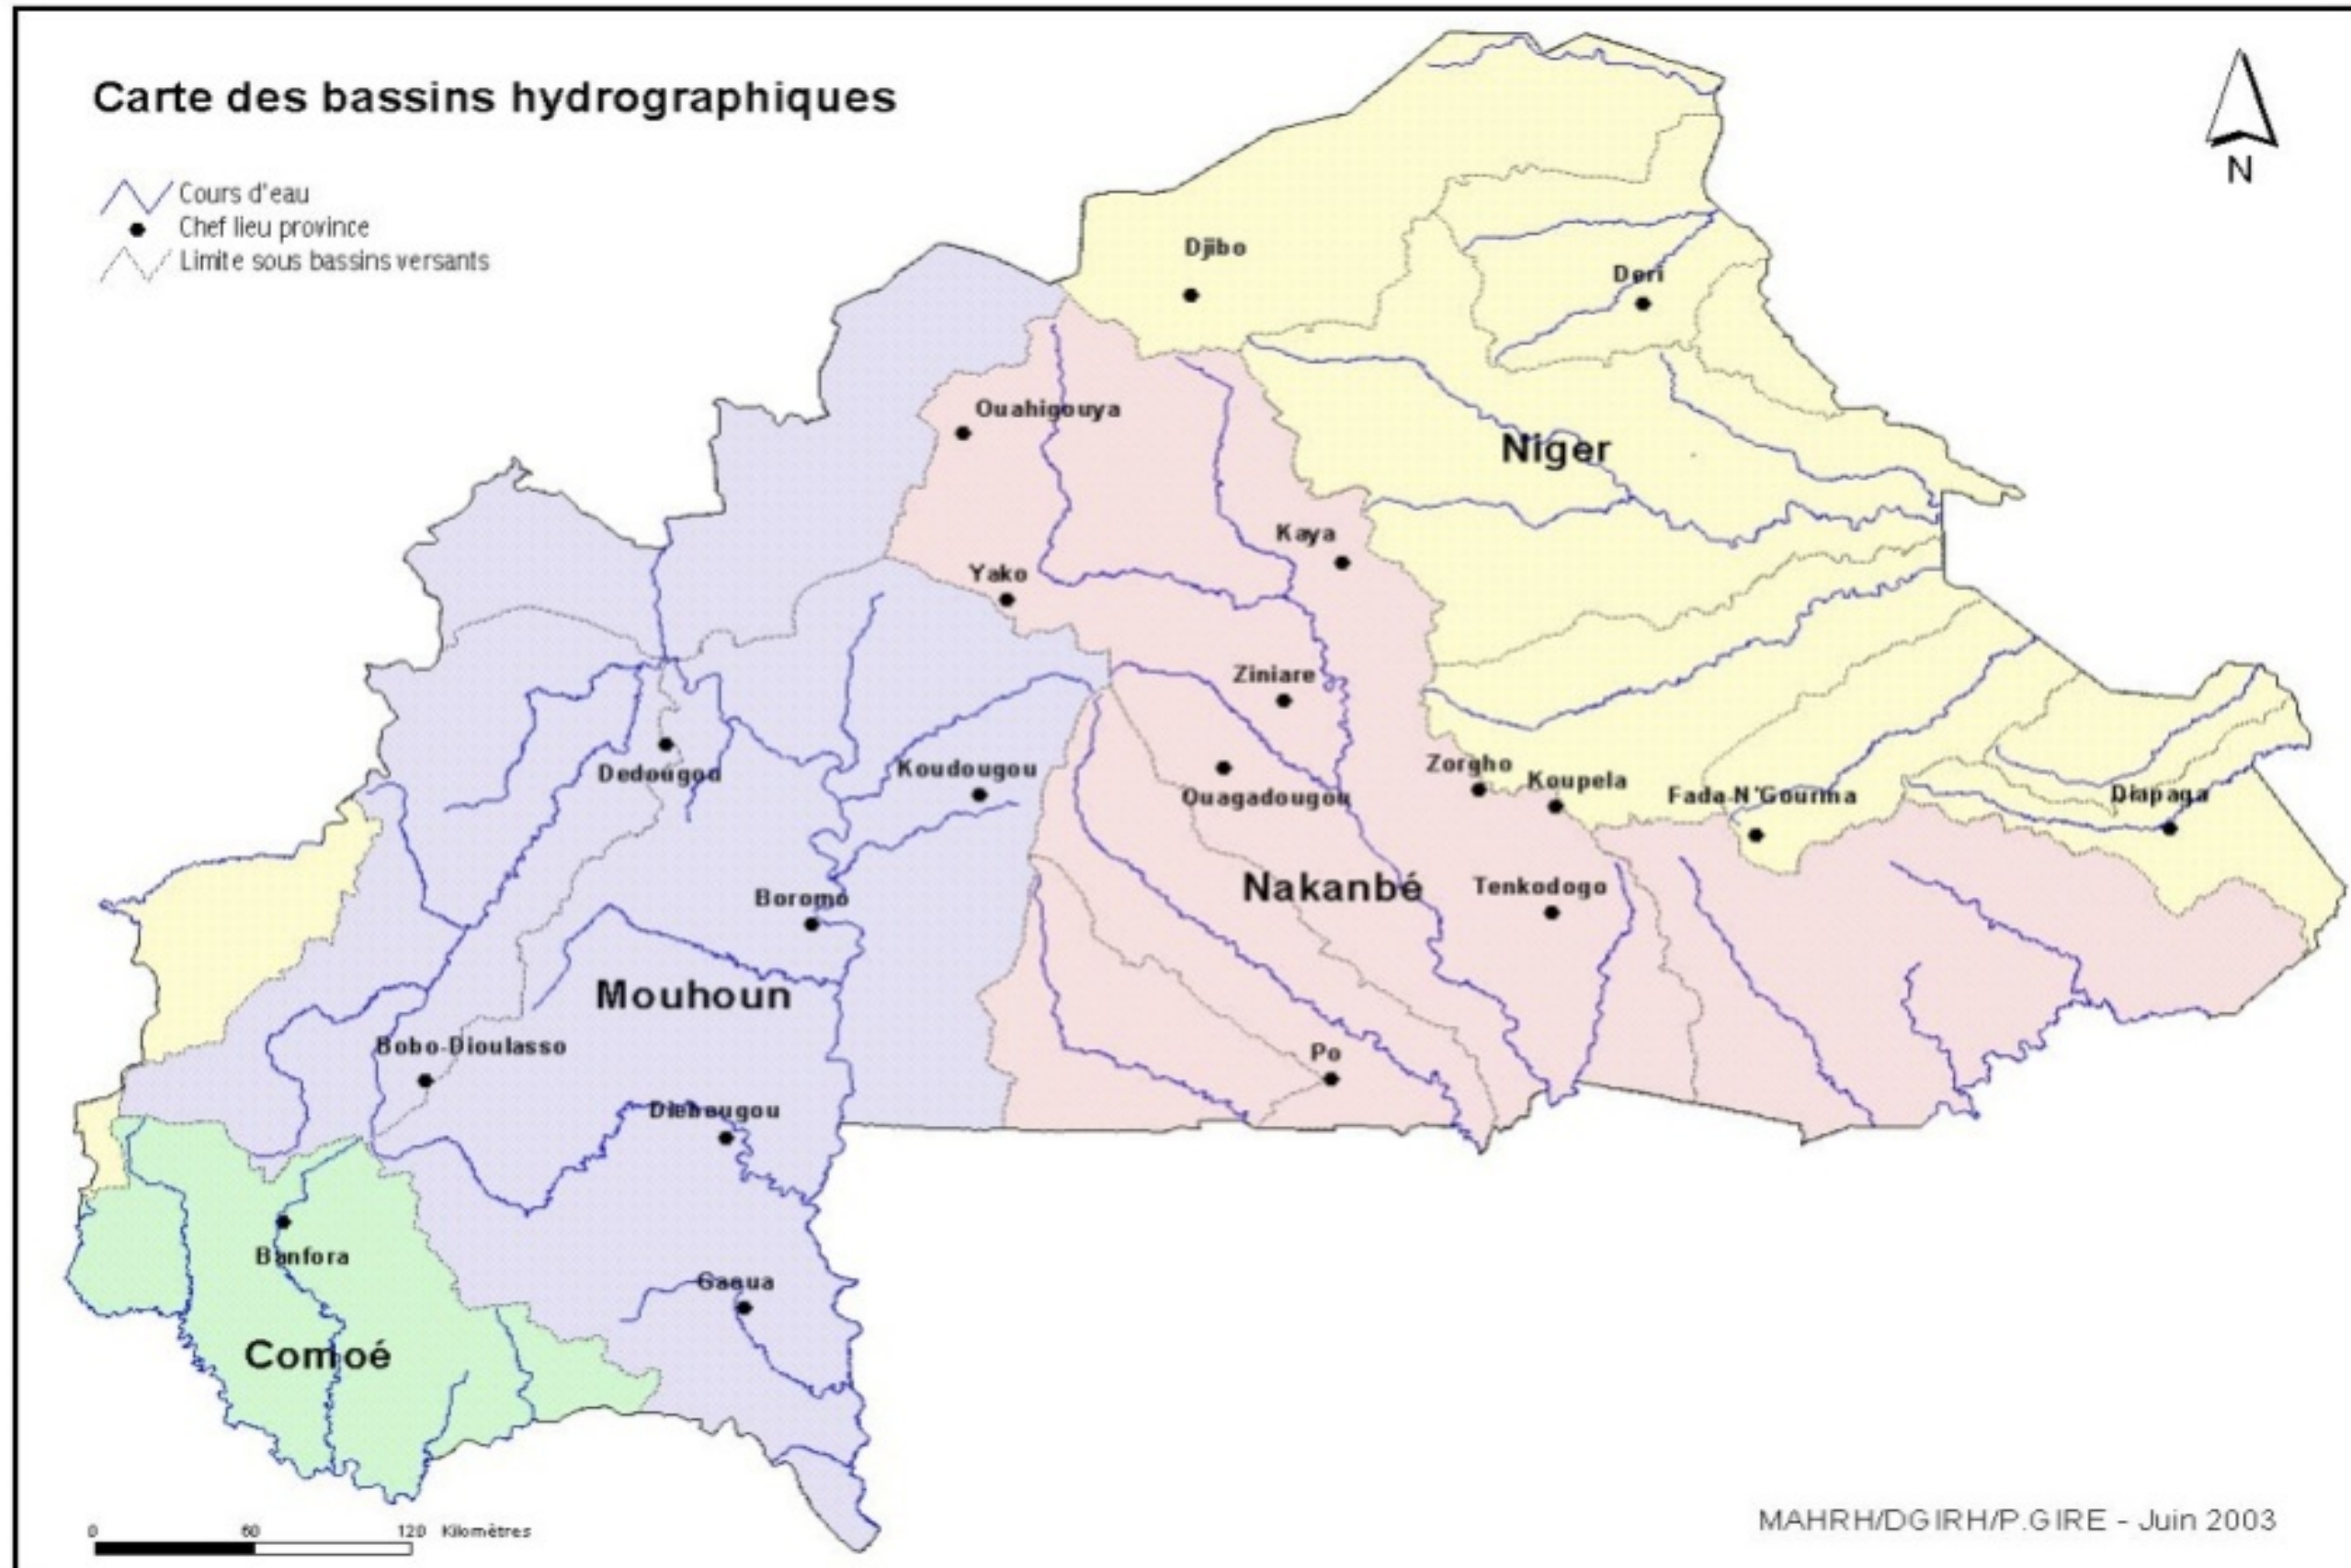 Carte des bassins hydrographiques
Cours d'eau
Chef lieu province
Limite sous bassins versants
N
Djibo
Dori
Ouahigouya
Niger
Kaya
Yako
Ziniare
Dedougou
Koudougou
Zorgho
Koupela
Ouagadougou
Fada N'Gourma
Diapaga
Boromo
Nakanbé
Tenkodogo
Mouhoun
Bobo-Dioulasso
Po
Diebougou
Banfora
Gaoua
Comoé
0 60 120 Kilomètres
MAHRH/DGIRH/P.GIRE - Juin 2003